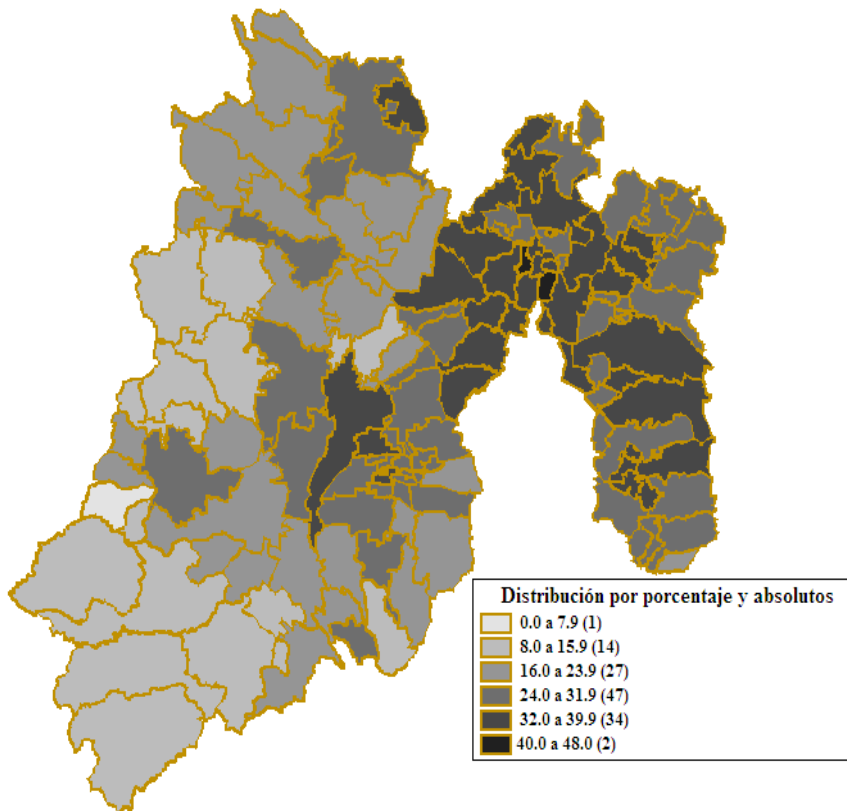 Distribución por porcentaje y absolutos
0.0 a 7.9 (1)
8.0 a 15.9 (14)
16.0 a 23.9 (27)
24.0 a 31.9 (47)
32.0 a 39.9 (34)
40.0 a 48.0 (2)